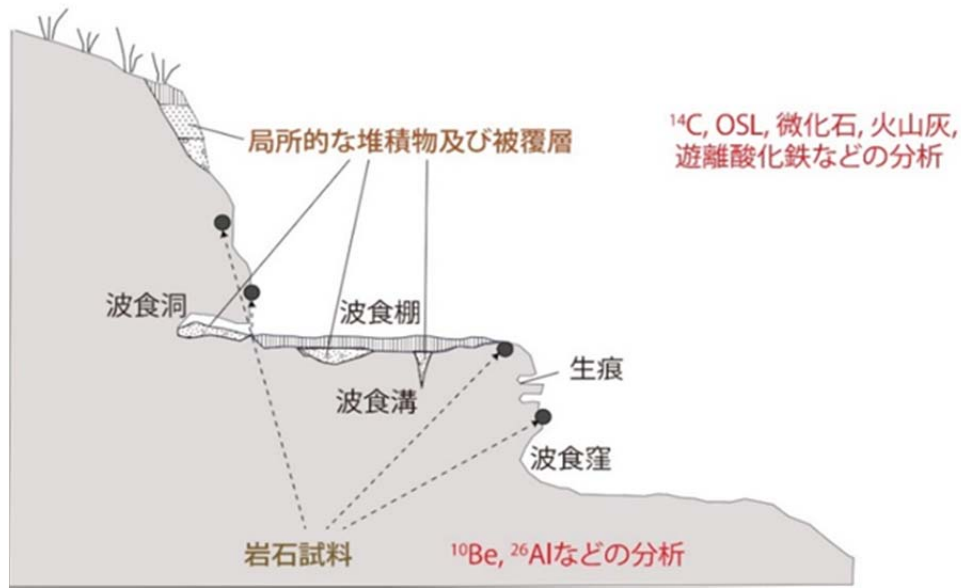 局所的な堆積物及び被覆層
¹⁴C, OSL, 微化石, 火山灰,
遊離酸化鉄などの分析
波食洞
波食棚
生痕
波食溝
波食窪
岩石試料
¹⁰Be, ²⁶Alなどの分析